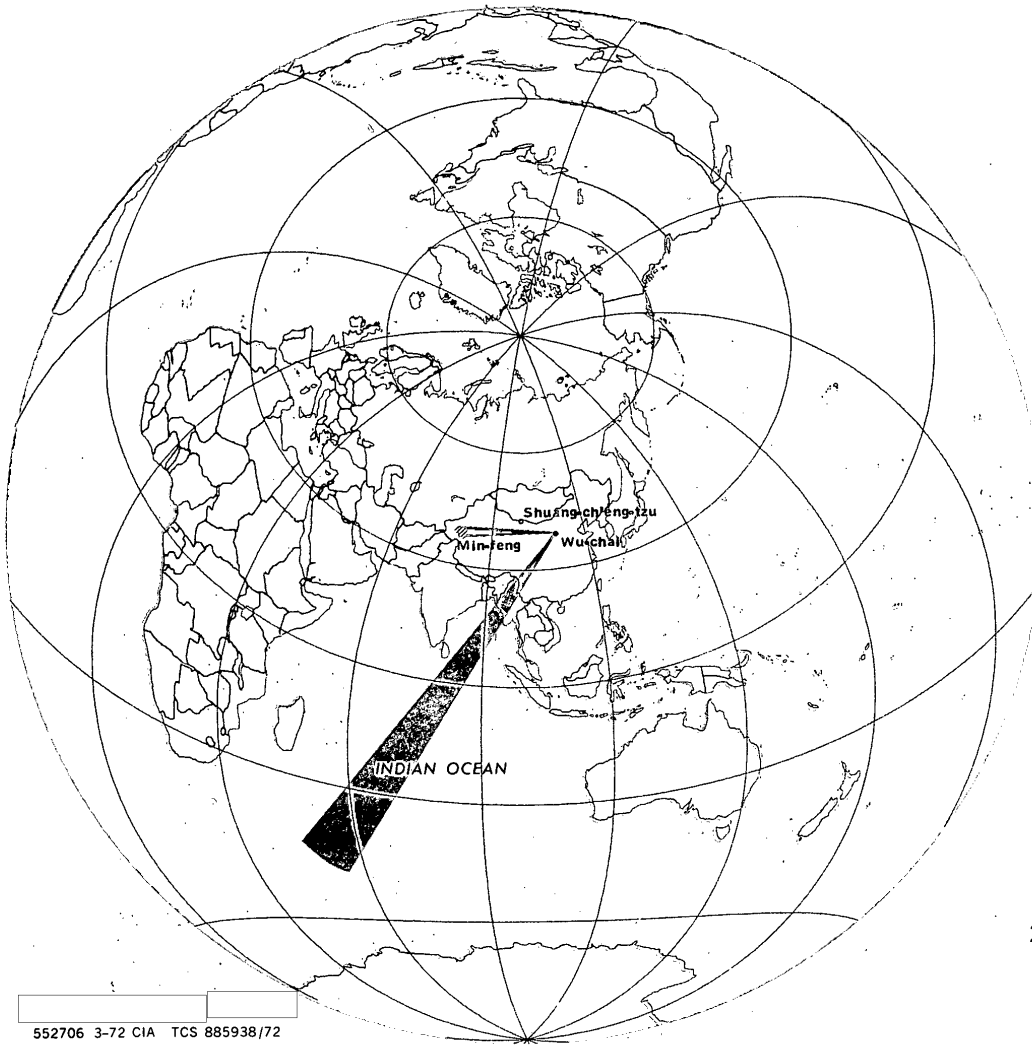 Shuang-ch'eng-tzu
Wu-chai
Min-feng
INDIAN OCEAN
552706 3-72 CIA TCS 885938/72